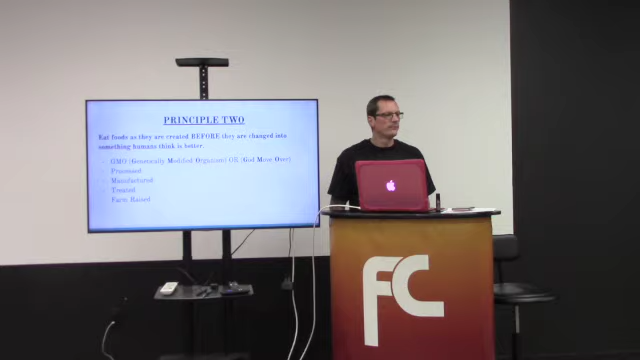 PRINCIPLE TWO
Eat foods as they are created BEFORE they are changed into
something humans think is better.
- GMO (Genetically Modified Organism) OR (God Move Over)
- Processed
- Manufactured
- Treated
- Farm Raised
FC